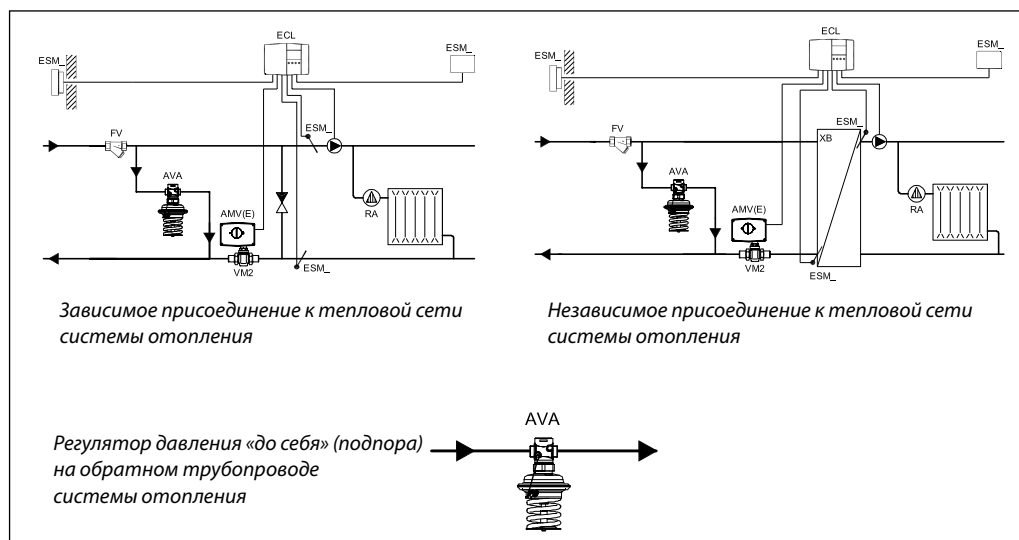 ECL
ESM_
ESM_
FV
ESM_
AVA
AMV(E)
RA
VM2
ESM_
Зависимое присоединение к тепловой сети
системы отопления
ECL
ESM_
ESM_
FV
ESM_
XB
AVA
AMV(E)
RA
VM2
ESM_
Независимое присоединение к тепловой сети
системы отопления
AVA
Регулятор давления «до себя» (подпора)
на обратном трубопроводе
системы отопления